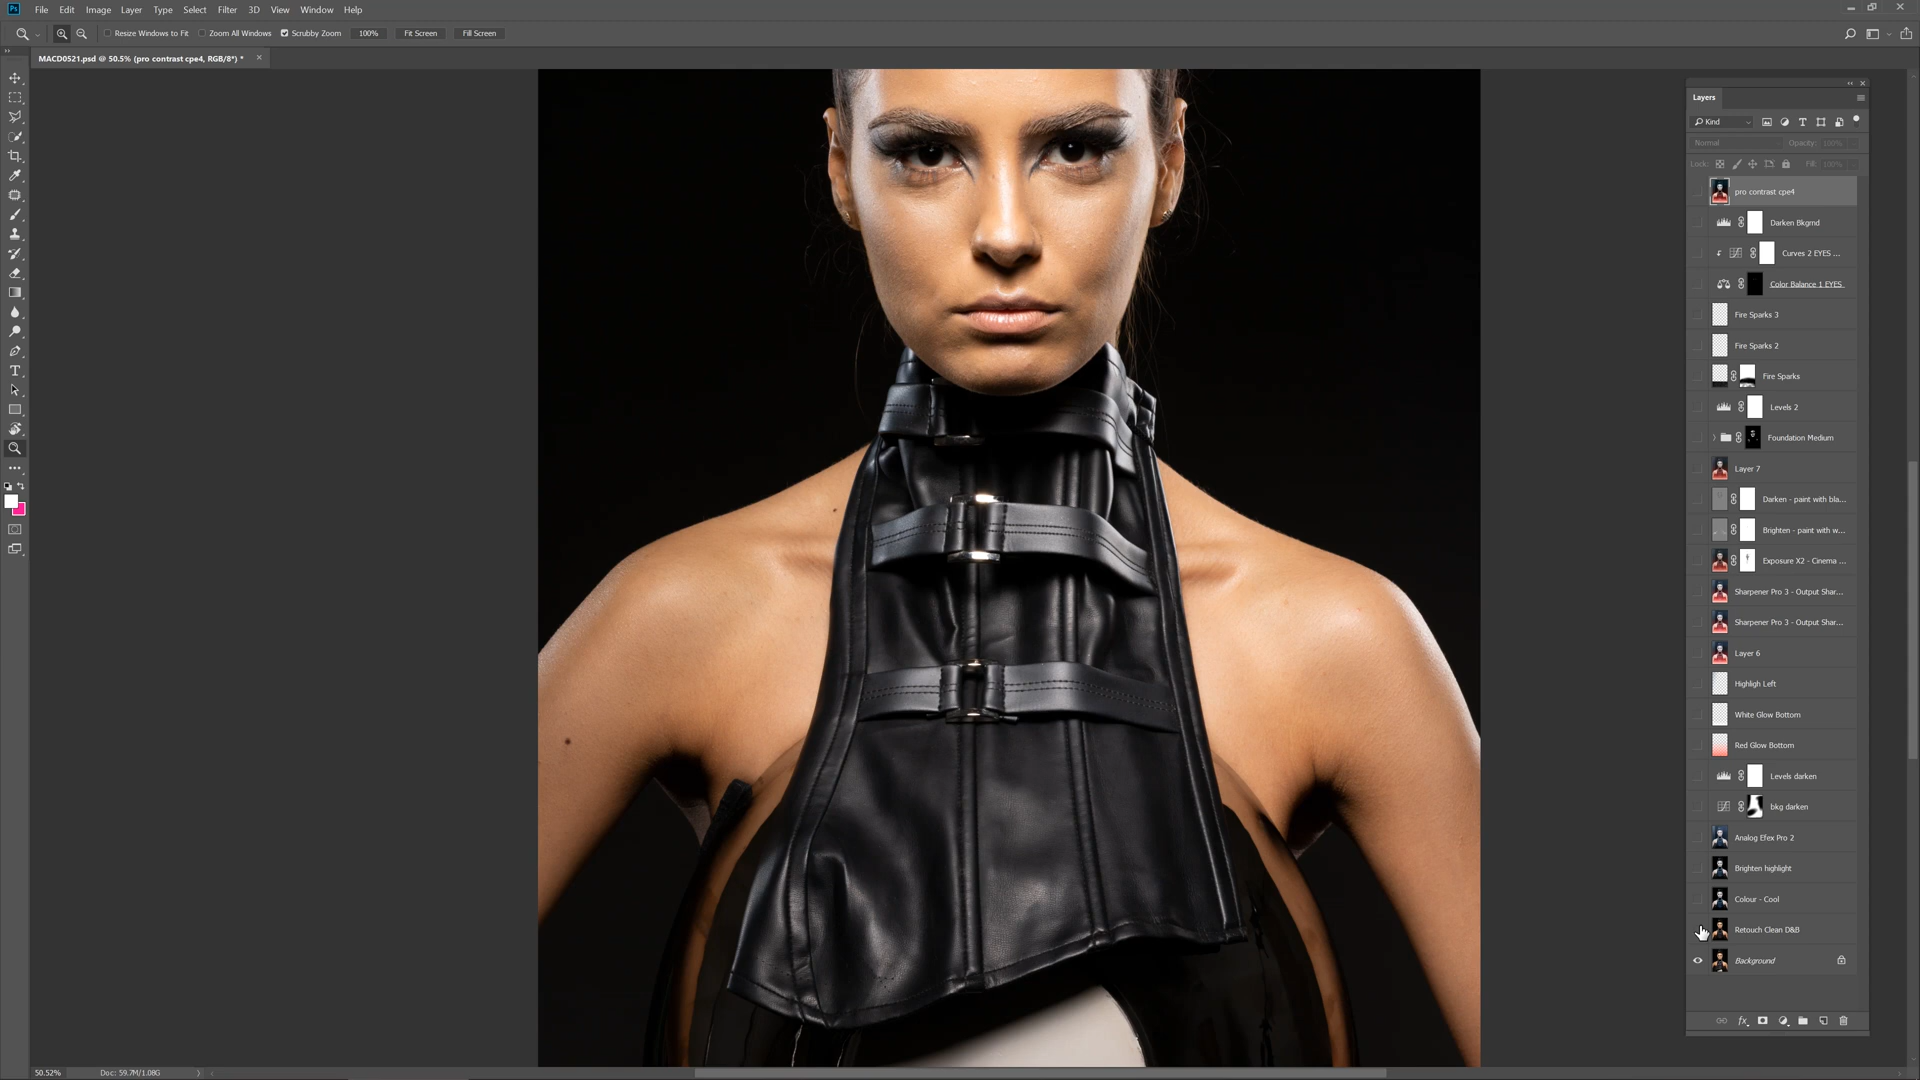 Ps File Edit Image Layer Type Select Filter 3D View Window Help
Resize Windows to Fit Zoom All Windows Scrubby Zoom 100% Fit Screen Fill Screen
MACD0521.psd @ 50.5% (pro contrast cpe4, RGB/8*) *
Layers
Kind
Normal Opacity: 100%
Lock: Fill: 100%
pro contrast cpe4
Darken Bkgrnd
Curves 2 EYES ...
Color Balance 1 EYES
Fire Sparks 3
Fire Sparks 2
Fire Sparks
Levels 2
Foundation Medium
Layer 7
Darken - paint with bla...
Brighten - paint with w...
Exposure X2 - Cinema ...
Sharpener Pro 3 - Output Shar...
Sharpener Pro 3 - Output Shar...
Layer 6
Highligh Left
White Glow Bottom
Red Glow Bottom
Levels darken
bkg darken
Analog Efex Pro 2
Brighten highlight
Colour - Cool
Retouch Clean D&B
Background
fx
50.52% Doc: 59.7M/1.08G